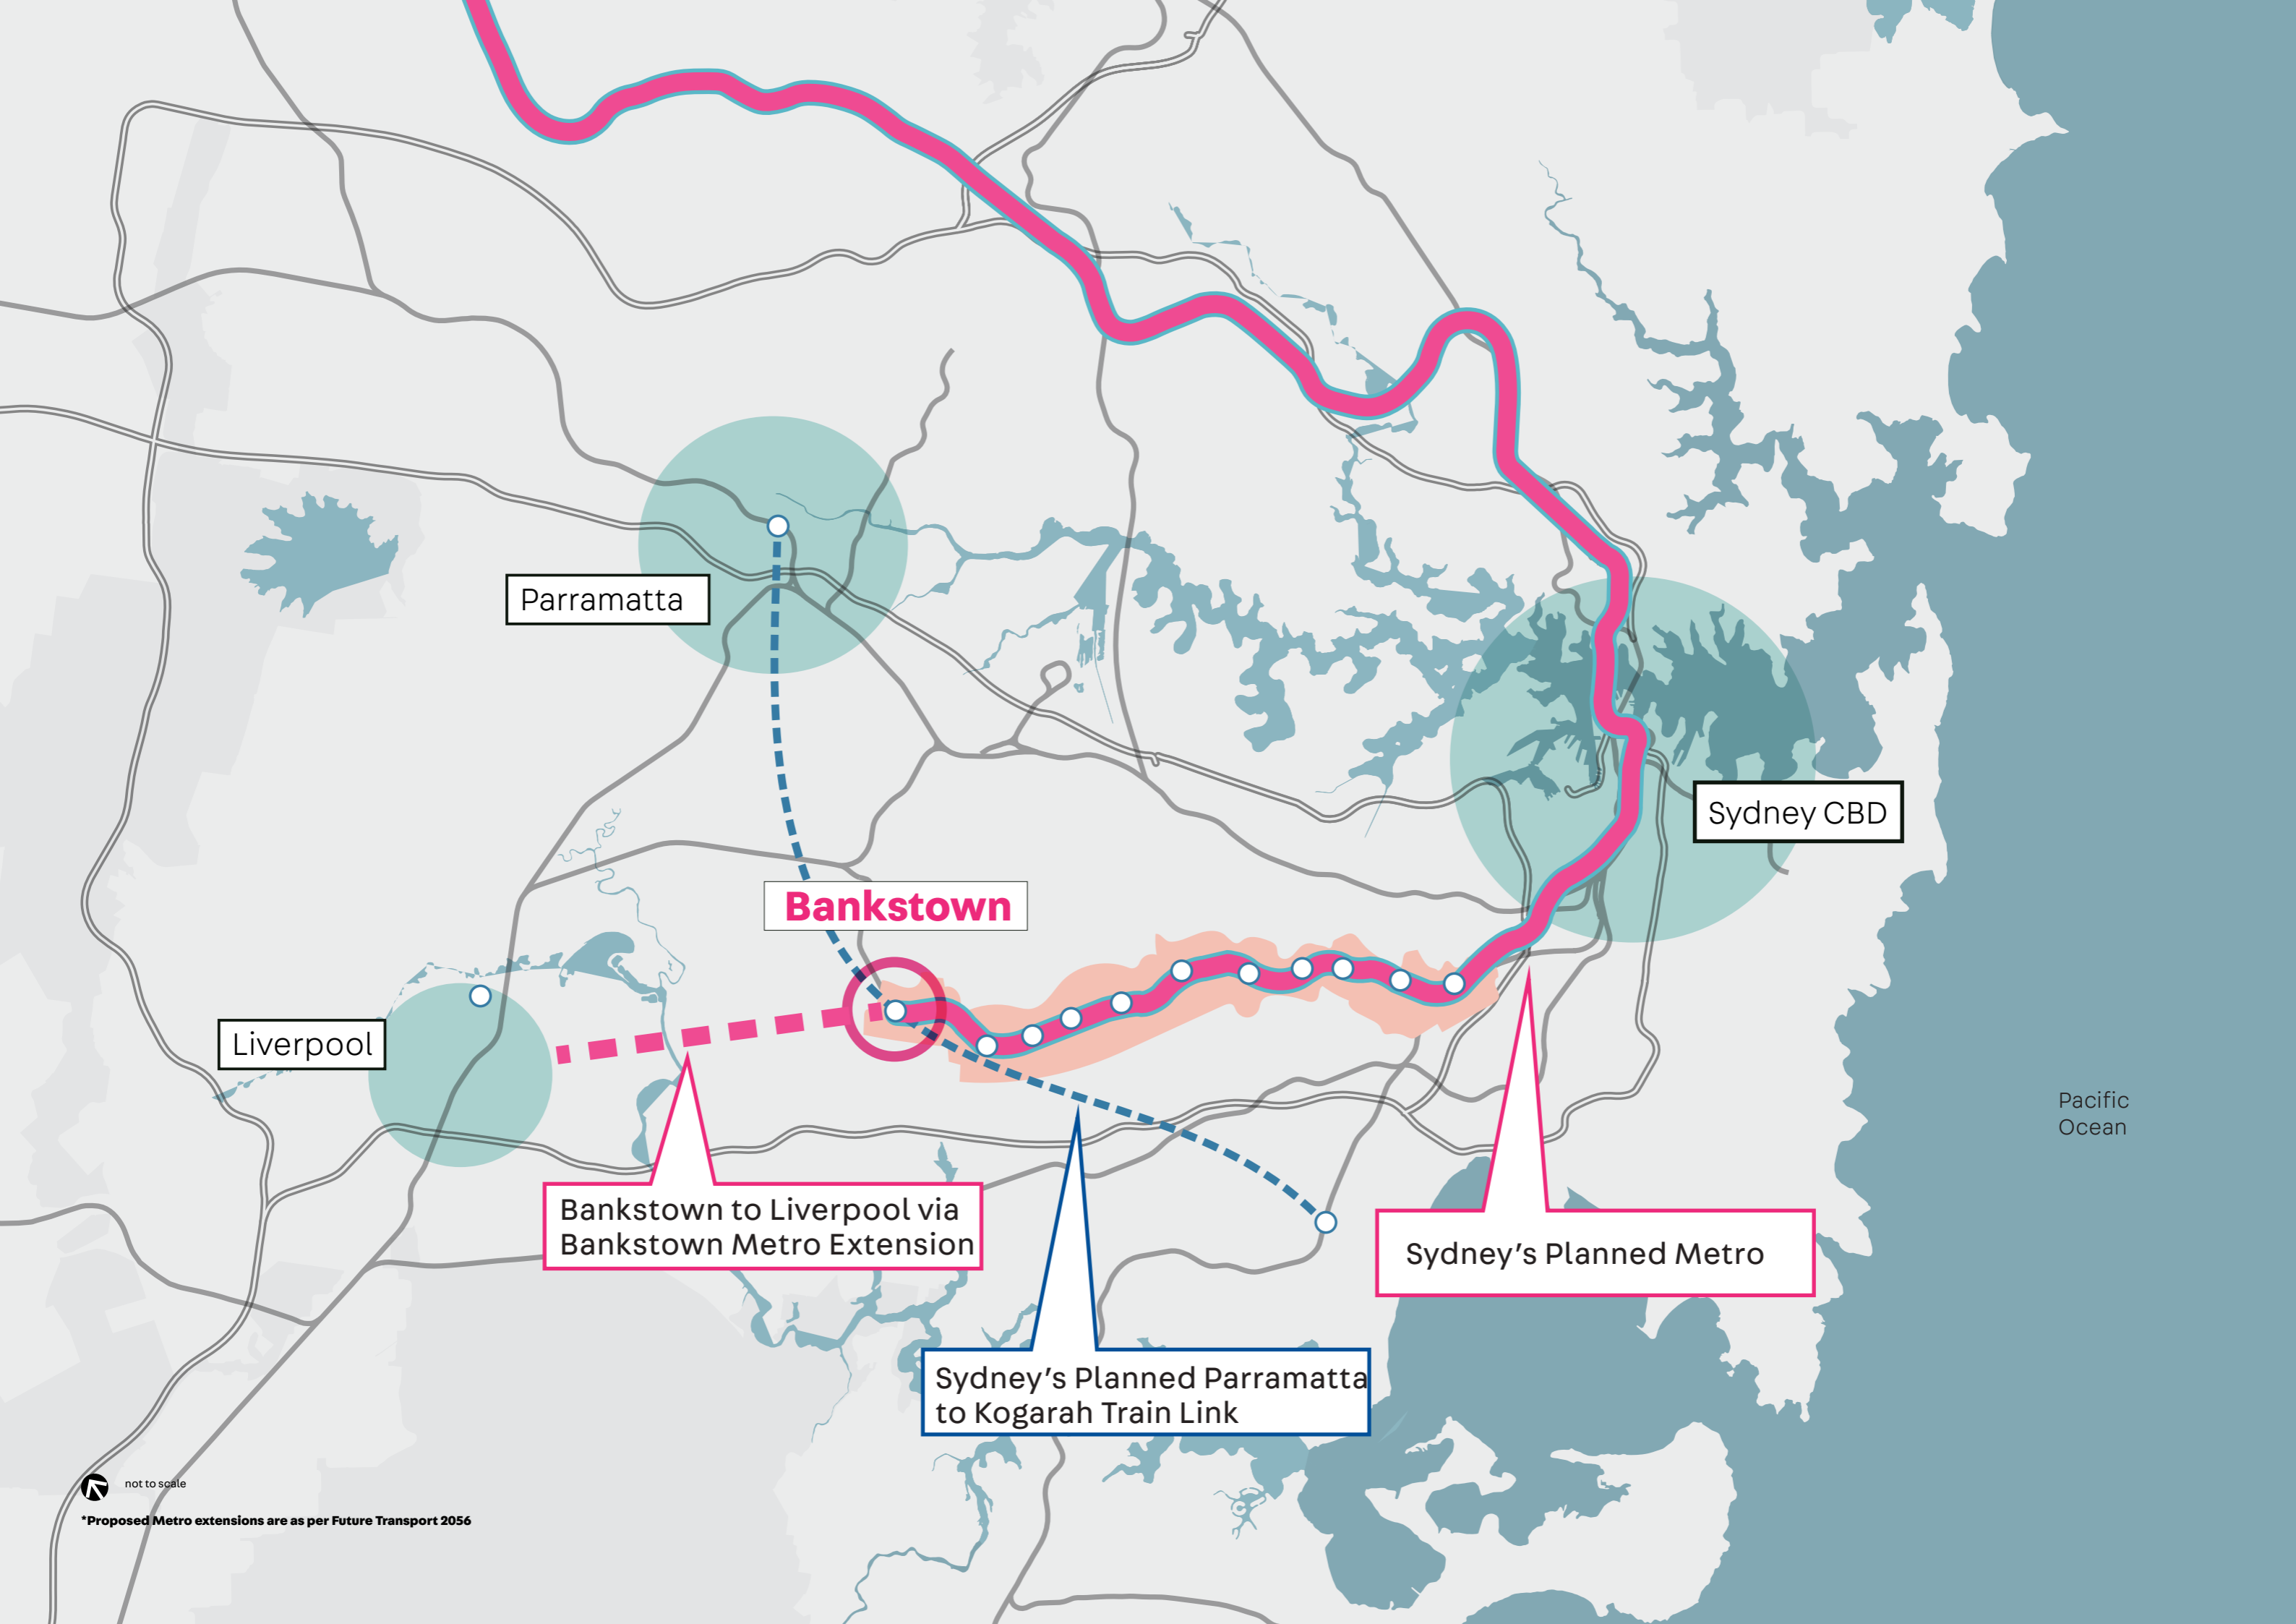 Parramatta
Sydney CBD
Bankstown
Liverpool
Pacific
Ocean
Bankstown to Liverpool via
Bankstown Metro Extension
Sydney’s Planned Metro
Sydney’s Planned Parramatta
to Kogarah Train Link
not to scale
*Proposed Metro extensions are as per Future Transport 2056